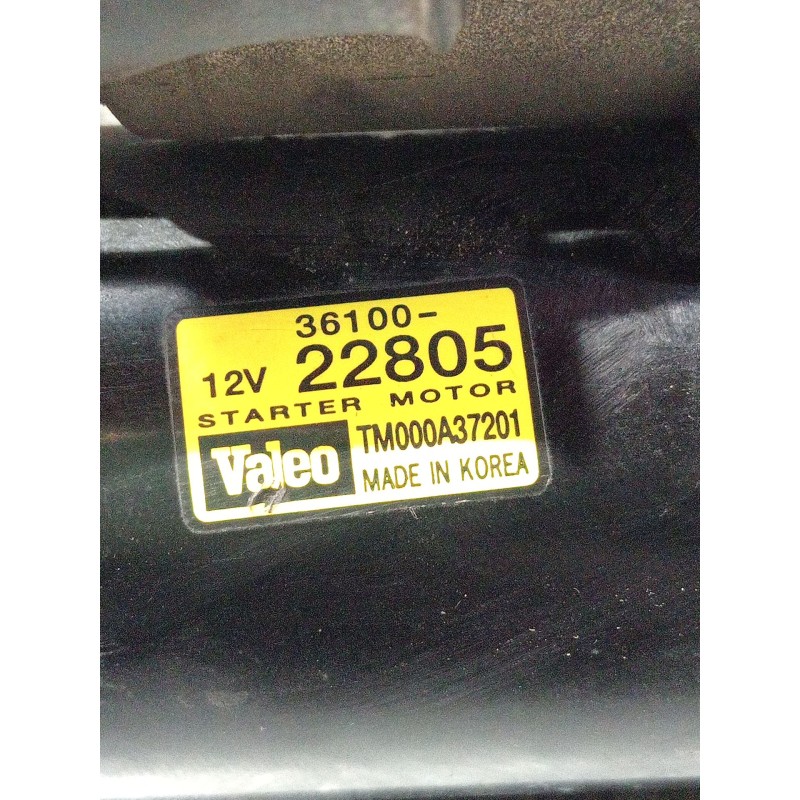 36100-
12V 22805
STARTER MOTOR
Valeo TM000A37201
MADE IN KOREA